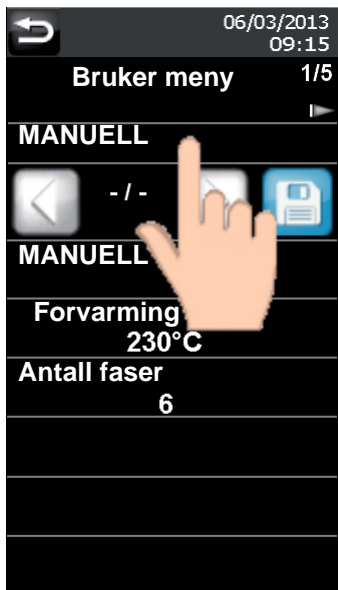 06/03/2013
09:15
Bruker meny 1/5
MANUELL
- / -
MANUELL
Forvarming
230°C
Antall faser
6